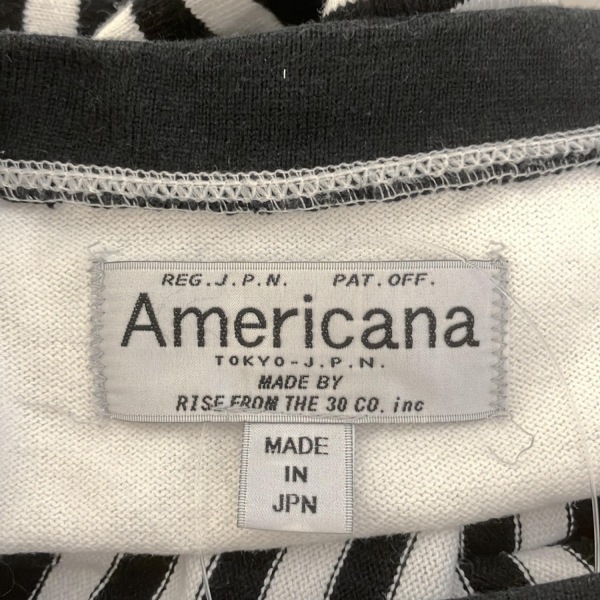 REG.J.P.N. PAT.OFF.
Americana
TOKYO-J.P.N.
MADE BY
RISE FROM THE 30 CO. inc
MADE
IN
JPN